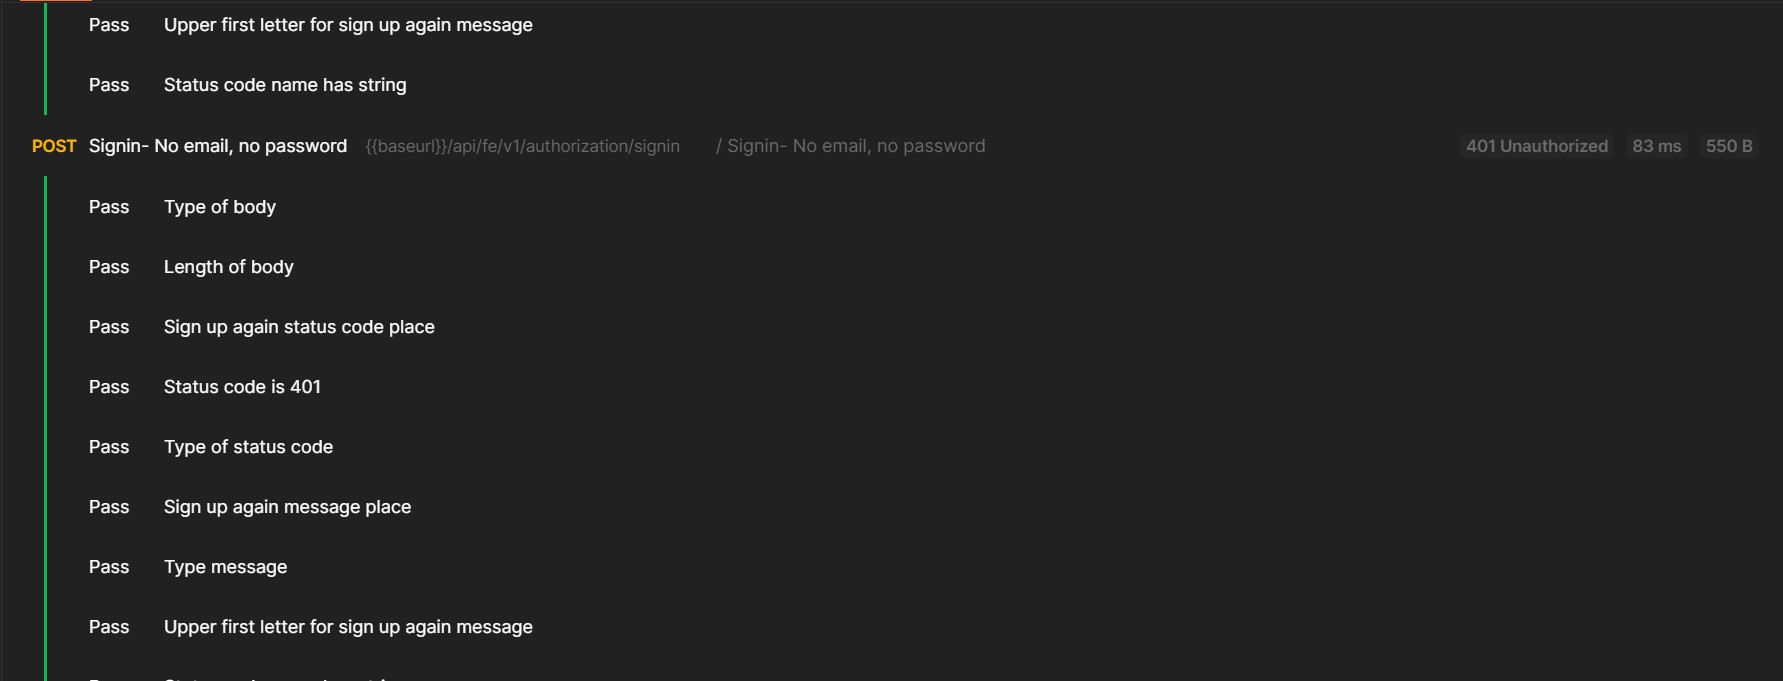 Pass Upper first letter for sign up again message
Pass Status code name has string
POST Signin- No email, no password {{baseurl}}/api/fe/v1/authorization/signin / Signin- No email, no password 401 Unauthorized 83 ms 550 B
Pass Type of body
Pass Length of body
Pass Sign up again status code place
Pass Status code is 401
Pass Type of status code
Pass Sign up again message place
Pass Type message
Pass Upper first letter for sign up again message